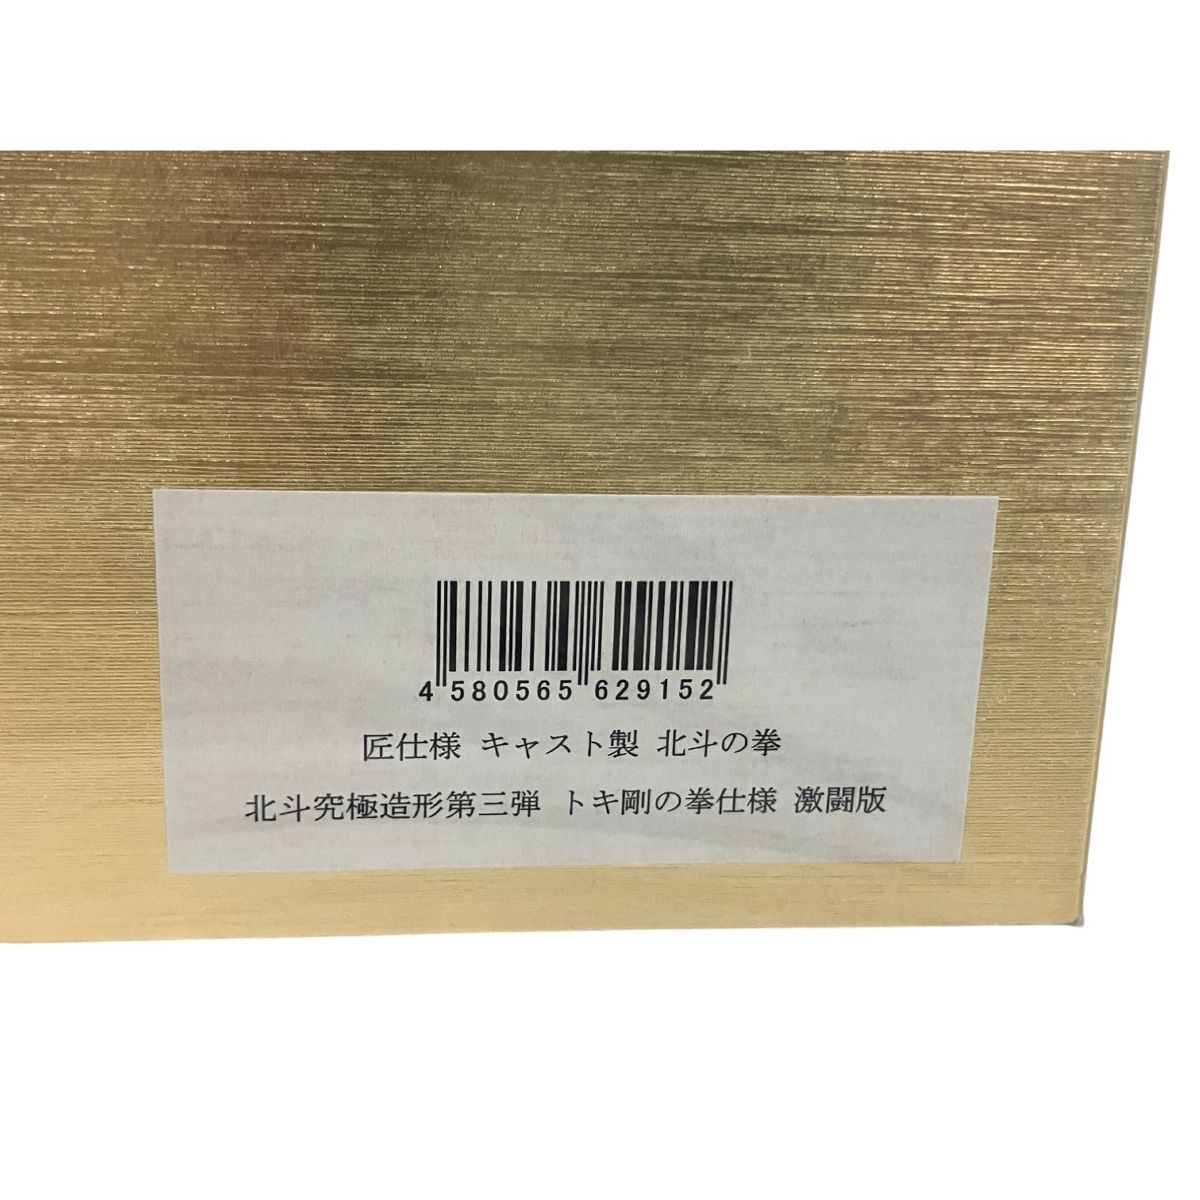 4 580565 629152
匠仕様 キャスト製 北斗の拳
北斗究極造形第三弾 トキ剛の拳仕様 激闘版